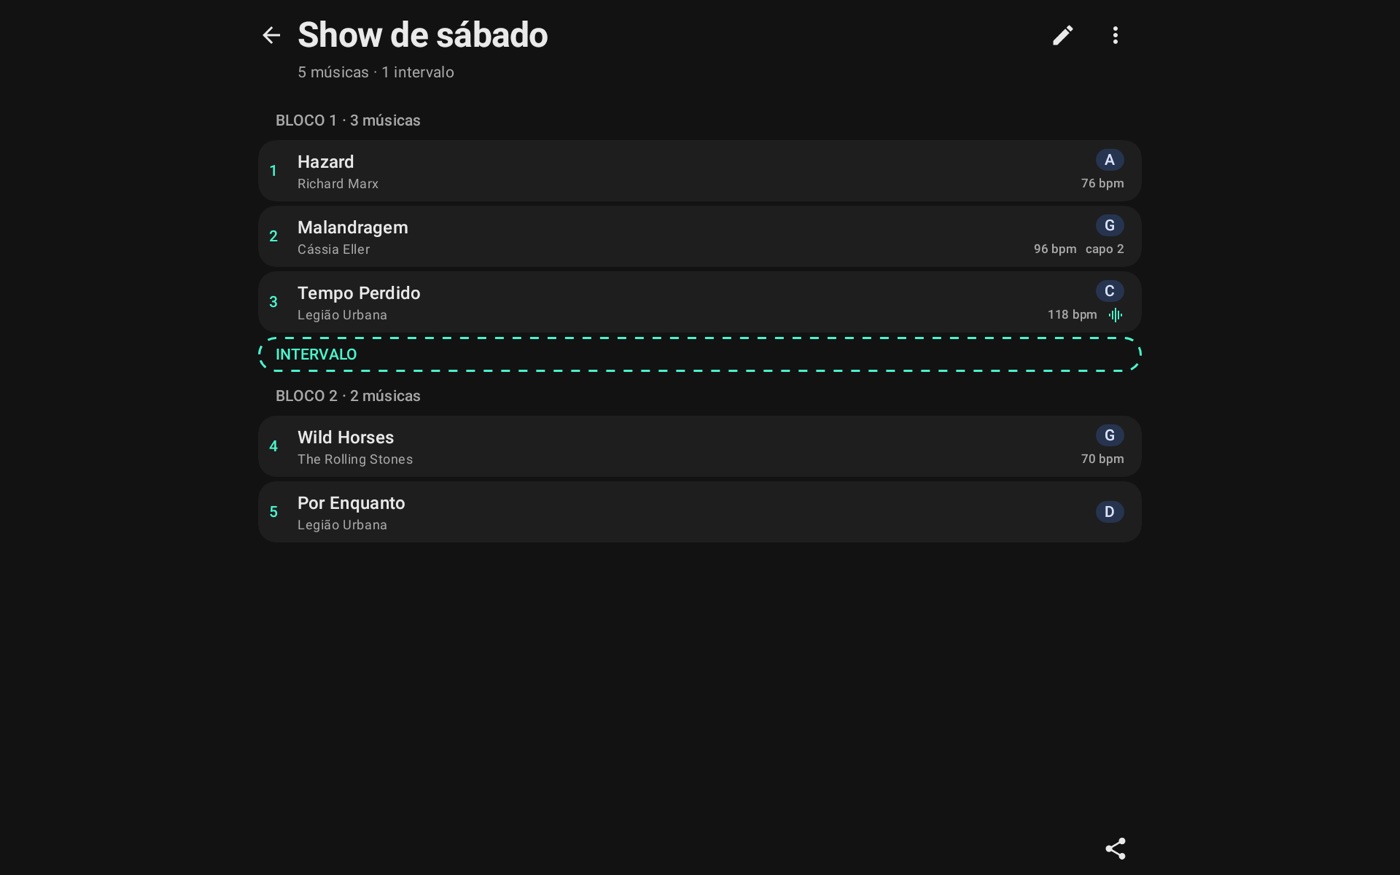 Show de sábado
5 músicas · 1 intervalo
BLOCO 1 · 3 músicas
1
Hazard
Richard Marx
A
76 bpm
2
Malandragem
Cássia Eller
G
96 bpm capo 2
3
Tempo Perdido
Legião Urbana
C
118 bpm
INTERVALO
BLOCO 2 · 2 músicas
4
Wild Horses
The Rolling Stones
G
70 bpm
5
Por Enquanto
Legião Urbana
D